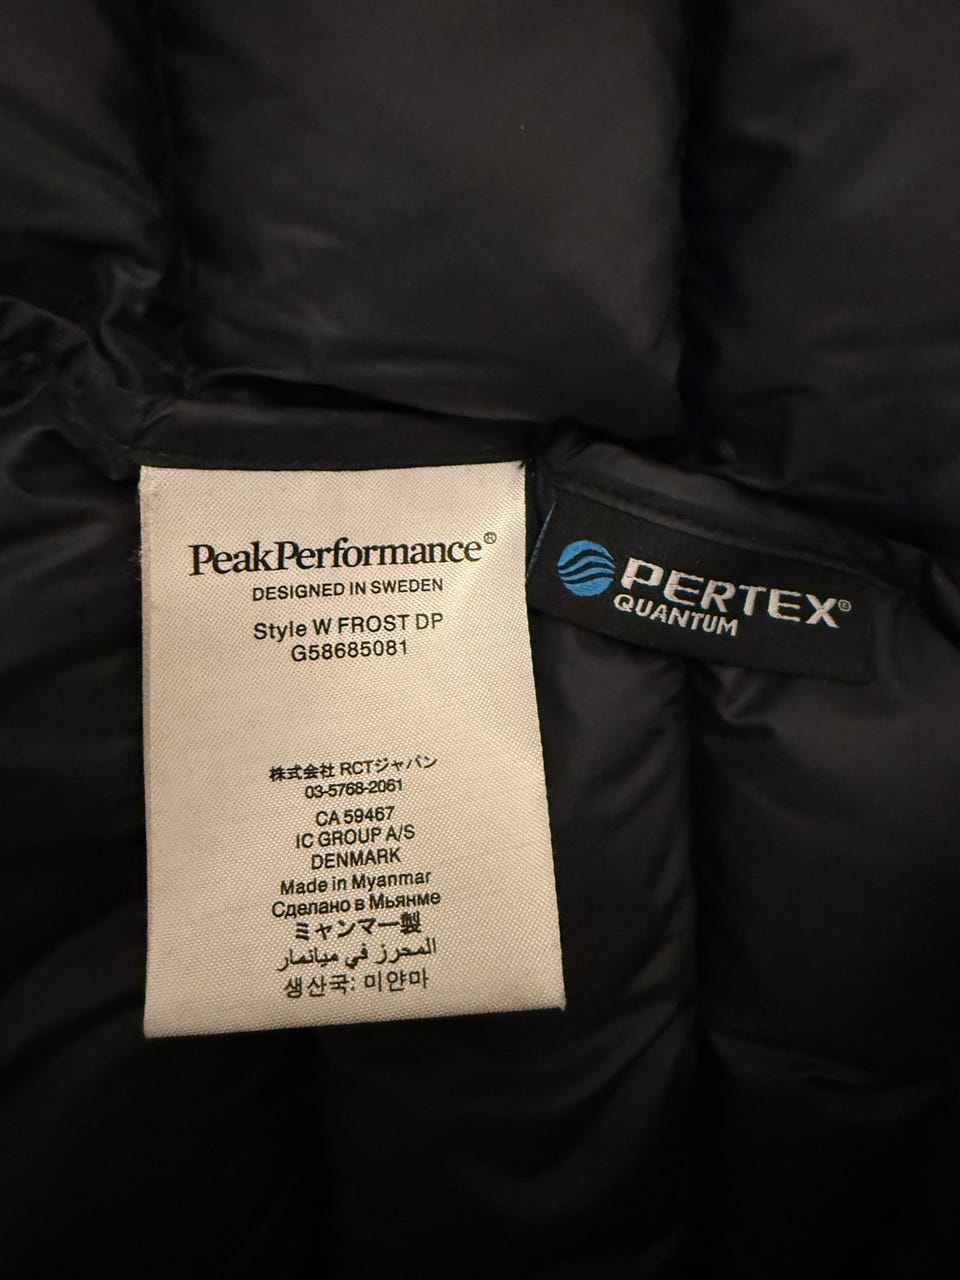 PeakPerformance®
DESIGNED IN SWEDEN
Style W FROST DP
G58685081
株式会社 RCTジャパン
03-5768-2061
CA 59467
IC GROUP A/S
DENMARK
Made in Myanmar
Сделано в Мьянме
ミャンマー製
المحرز في ميانمار
생산국: 미얀마
PERTEX®
QUANTUM